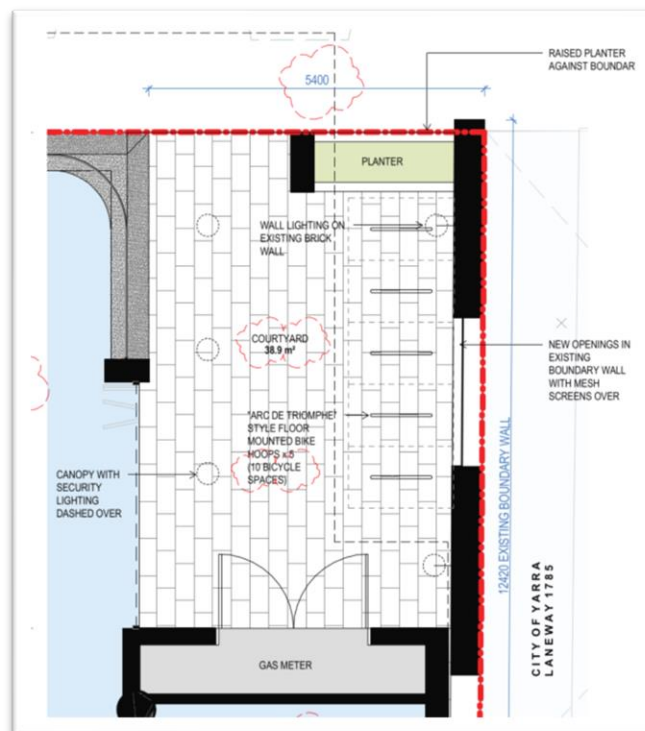 RAISED PLANTER
AGAINST BOUNDAR
5400
PLANTER
WALL LIGHTING ON
EXISTING BRICK
WALL
COURTYARD
38.9 m²
NEW OPENINGS IN
EXISTING
BOUNDARY WALL
WITH MESH
SCREENS OVER
"ARC DE TRIOMPHE"
STYLE FLOOR
MOUNTED BIKE
HOOPS x 5
(10 BICYCLE
SPACES)
CANOPY WITH
SECURITY
LIGHTING
DASHED OVER
12420 EXISTING BOUNDARY WALL
CITY OF YARRA
LANEWAY 1785
GAS METER